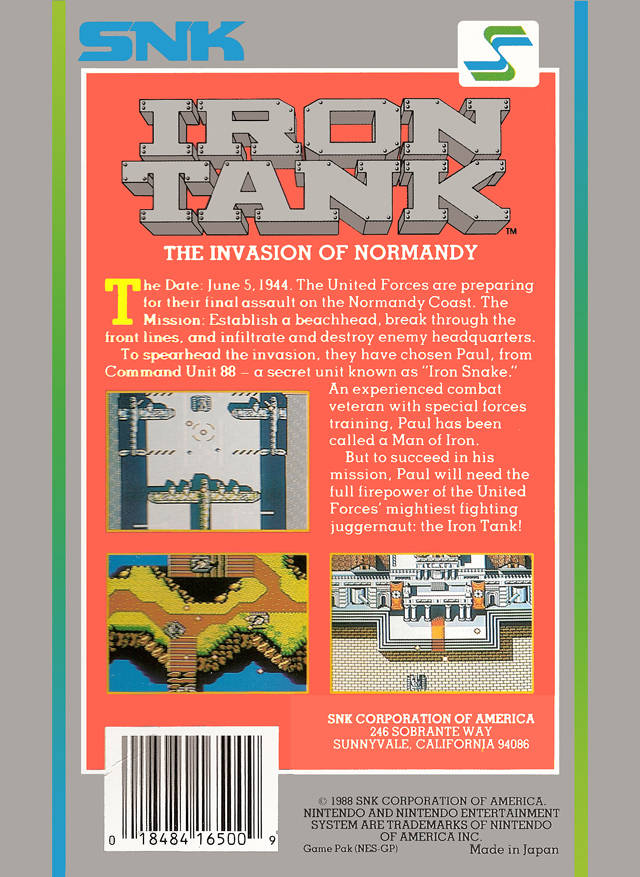 SNK
S
IRON
TANK
TM
THE INVASION OF NORMANDY
The Date: June 5, 1944. The United Forces are preparing
for their final assault on the Normandy Coast. The
Mission: Establish a beachhead, break through the
front lines, and infiltrate and destroy enemy headquarters.
To spearhead the invasion, they have chosen Paul, from
Command Unit 88 – a secret unit known as "Iron Snake."
An experienced combat
veteran with special forces
training, Paul has been
called a Man of Iron.
But to succeed in his
mission, Paul will need the
full firepower of the United
Forces' mightiest fighting
juggernaut: the Iron Tank!
SNK CORPORATION OF AMERICA
246 SOBRANTE WAY
SUNNYVALE, CALIFORNIA 94086
0 18484 16500 9
© 1988 SNK CORPORATION OF AMERICA.
NINTENDO AND NINTENDO ENTERTAINMENT
SYSTEM ARE TRADEMARKS OF NINTENDO
OF AMERICA INC.
Game Pak (NES-GP) Made in Japan